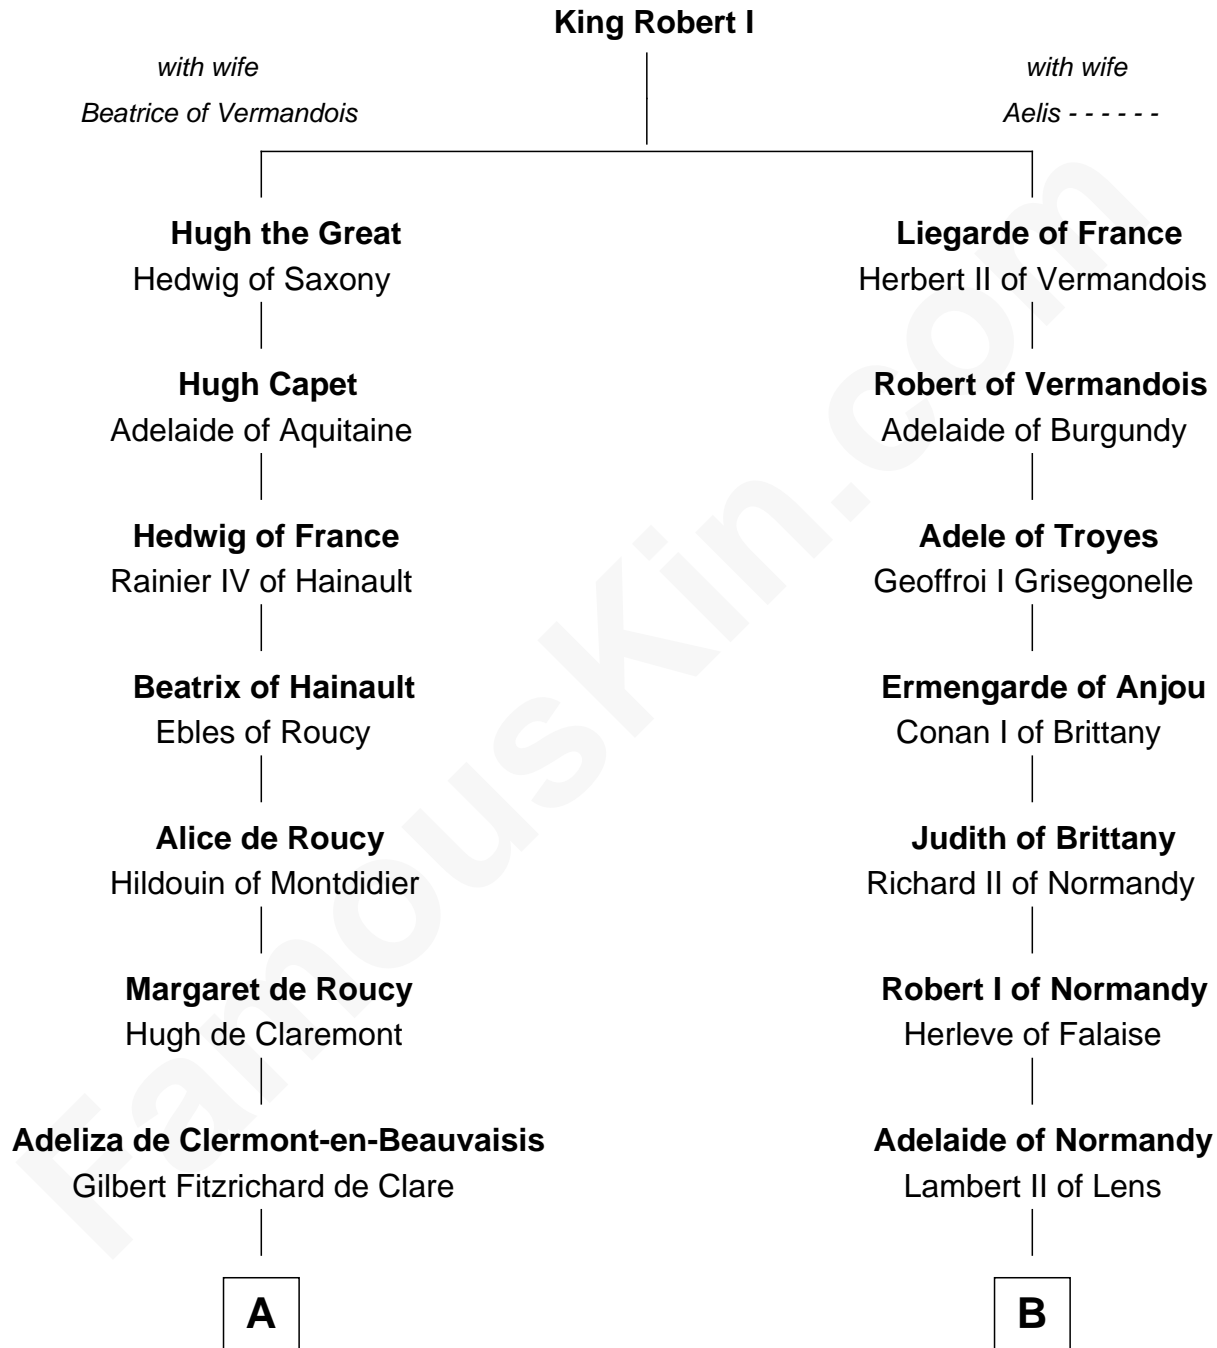 King Robert I
with wife
Beatrice of Vermandois
with wife
Aelis - - - - - -
Hugh the Great
Hedwig of Saxony
Liegarde of France
Herbert II of Vermandois
Hugh Capet
Adelaide of Aquitaine
Robert of Vermandois
Adelaide of Burgundy
Hedwig of France
Rainier IV of Hainault
Adele of Troyes
Geoffroi I Grisegonelle
Beatrix of Hainault
Ebles of Roucy
Ermengarde of Anjou
Conan I of Brittany
Alice de Roucy
Hildouin of Montdidier
Judith of Brittany
Richard II of Normandy
Margaret de Roucy
Hugh de Claremont
Robert I of Normandy
Herleve of Falaise
Adeliza de Clermont-en-Beauvaisis
Gilbert Fitzrichard de Clare
Adelaide of Normandy
Lambert II of Lens
A
B
FamousKin.com